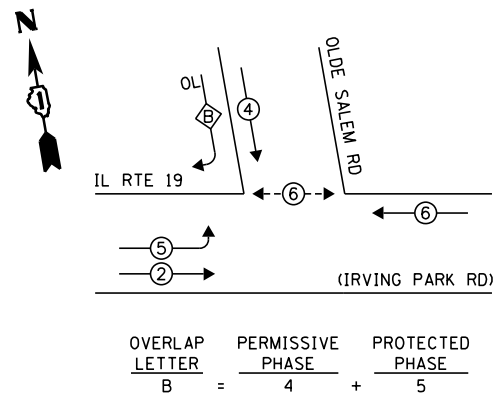 N
1
OL
B
4
OLDE SALEM RD
IL RTE 19
6
6
5
2
(IRVING PARK RD)
OVERLAP LETTER PERMISSIVE PHASE PROTECTED PHASE
B = 4 + 5